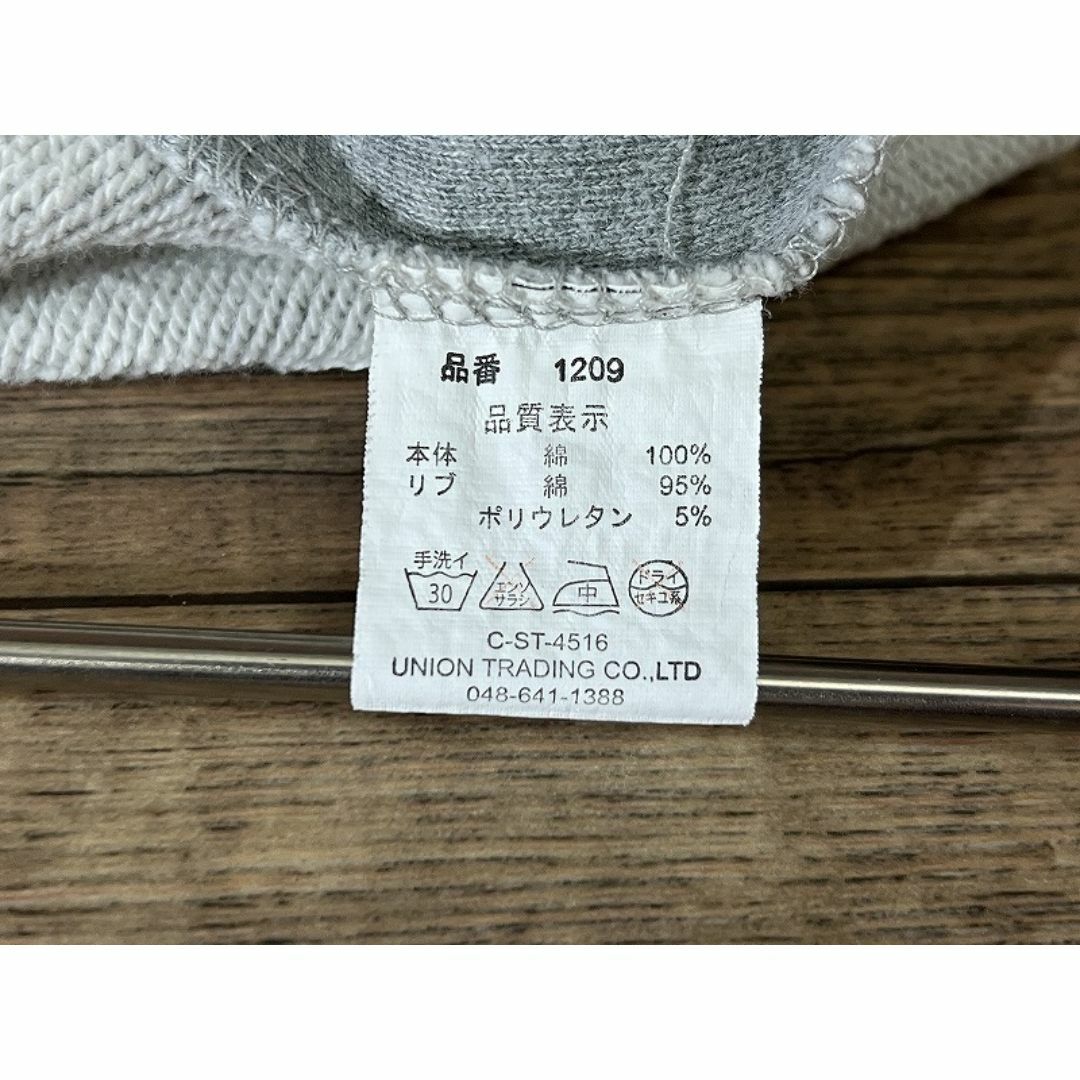 品番 1209
品質表示
本体 綿 100%
リブ 綿 95%
ポリウレタン 5%
手洗イ
30 エンソ サラシ 中 ドライ セキユ系
C-ST-4516
UNION TRADING CO.,LTD
048-641-1388